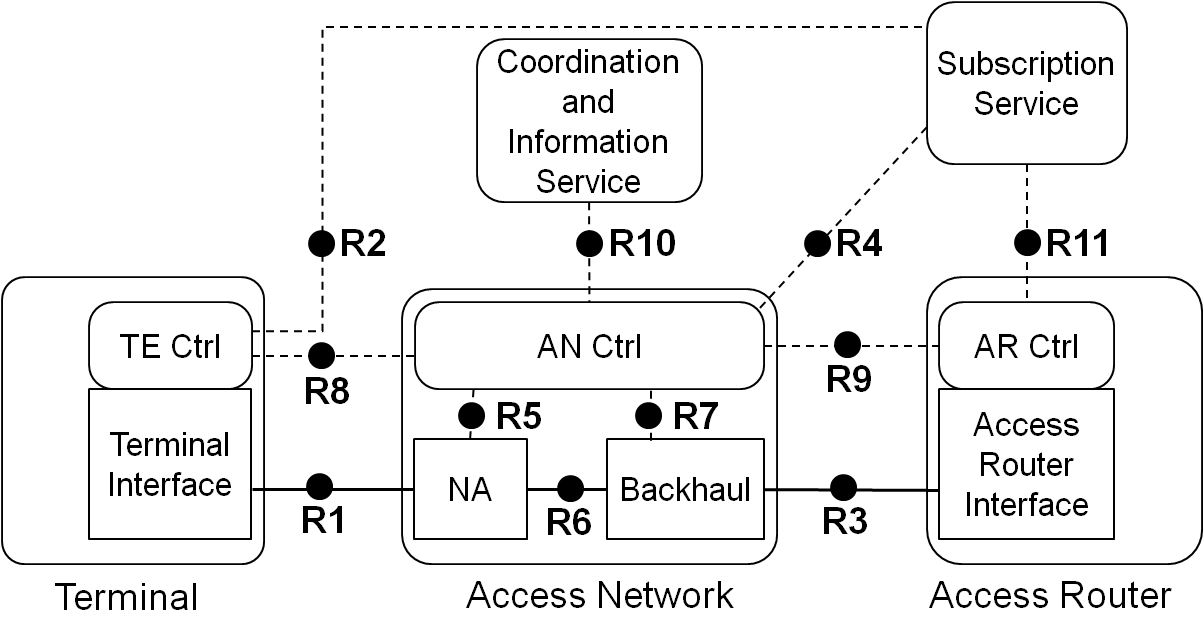 Coordination
and
Information
Service
Subscription
Service
R2
R10
R4
R11
TE Ctrl
AN Ctrl
AR Ctrl
R8
R9
R5
R7
Terminal
Interface
NA
Backhaul
Access
Router
Interface
R1
R6
R3
Terminal
Access Network
Access Router